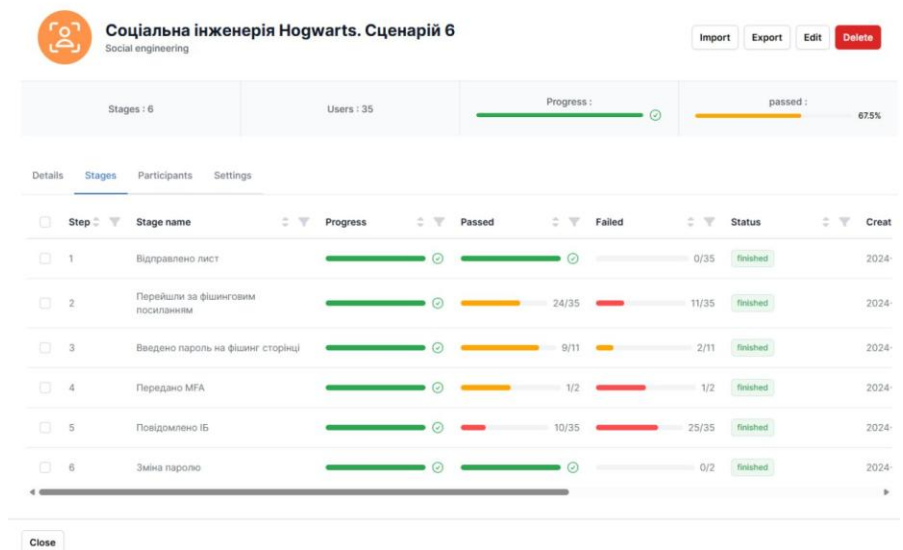 Соціальна інженерія Hogwarts. Сценарій 6
Social engineering
Import Export Edit Delete
Stages : 6 Users : 35 Progress : passed :
67.5%
Details Stages Participants Settings
Step Stage name Progress Passed Failed Status Creat
1 Відправлено лист 0/35 finished 2024-
2 Перейшли за фішинговим
посиланням 24/35 11/35 finished 2024-
3 Введено пароль на фішинг сторінці 9/11 2/11 finished 2024-
4 Передано MFA 1/2 1/2 finished 2024-
5 Повідомлено ІБ 10/35 25/35 finished 2024-
6 Зміна паролю 0/2 finished 2024-
Close